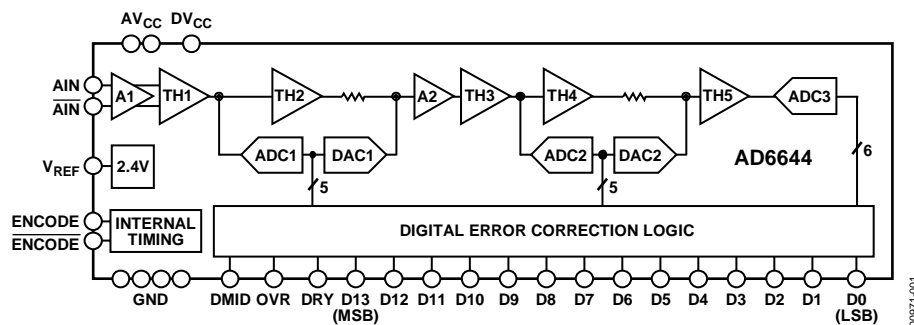 AVCC DVCC
AIN
A̅I̅N̅
A1
TH1
TH2
A2
TH3
TH4
TH5
ADC3
ADC1
DAC1
ADC2
DAC2
AD6644
VREF
2.4V
5
5
6
ENCODE
E̅N̅C̅O̅D̅E̅
INTERNAL
TIMING
DIGITAL ERROR CORRECTION LOGIC
GND DMID OVR DRY D13 D12 D11 D10 D9 D8 D7 D6 D5 D4 D3 D2 D1 D0
(MSB) (LSB)
00971-001